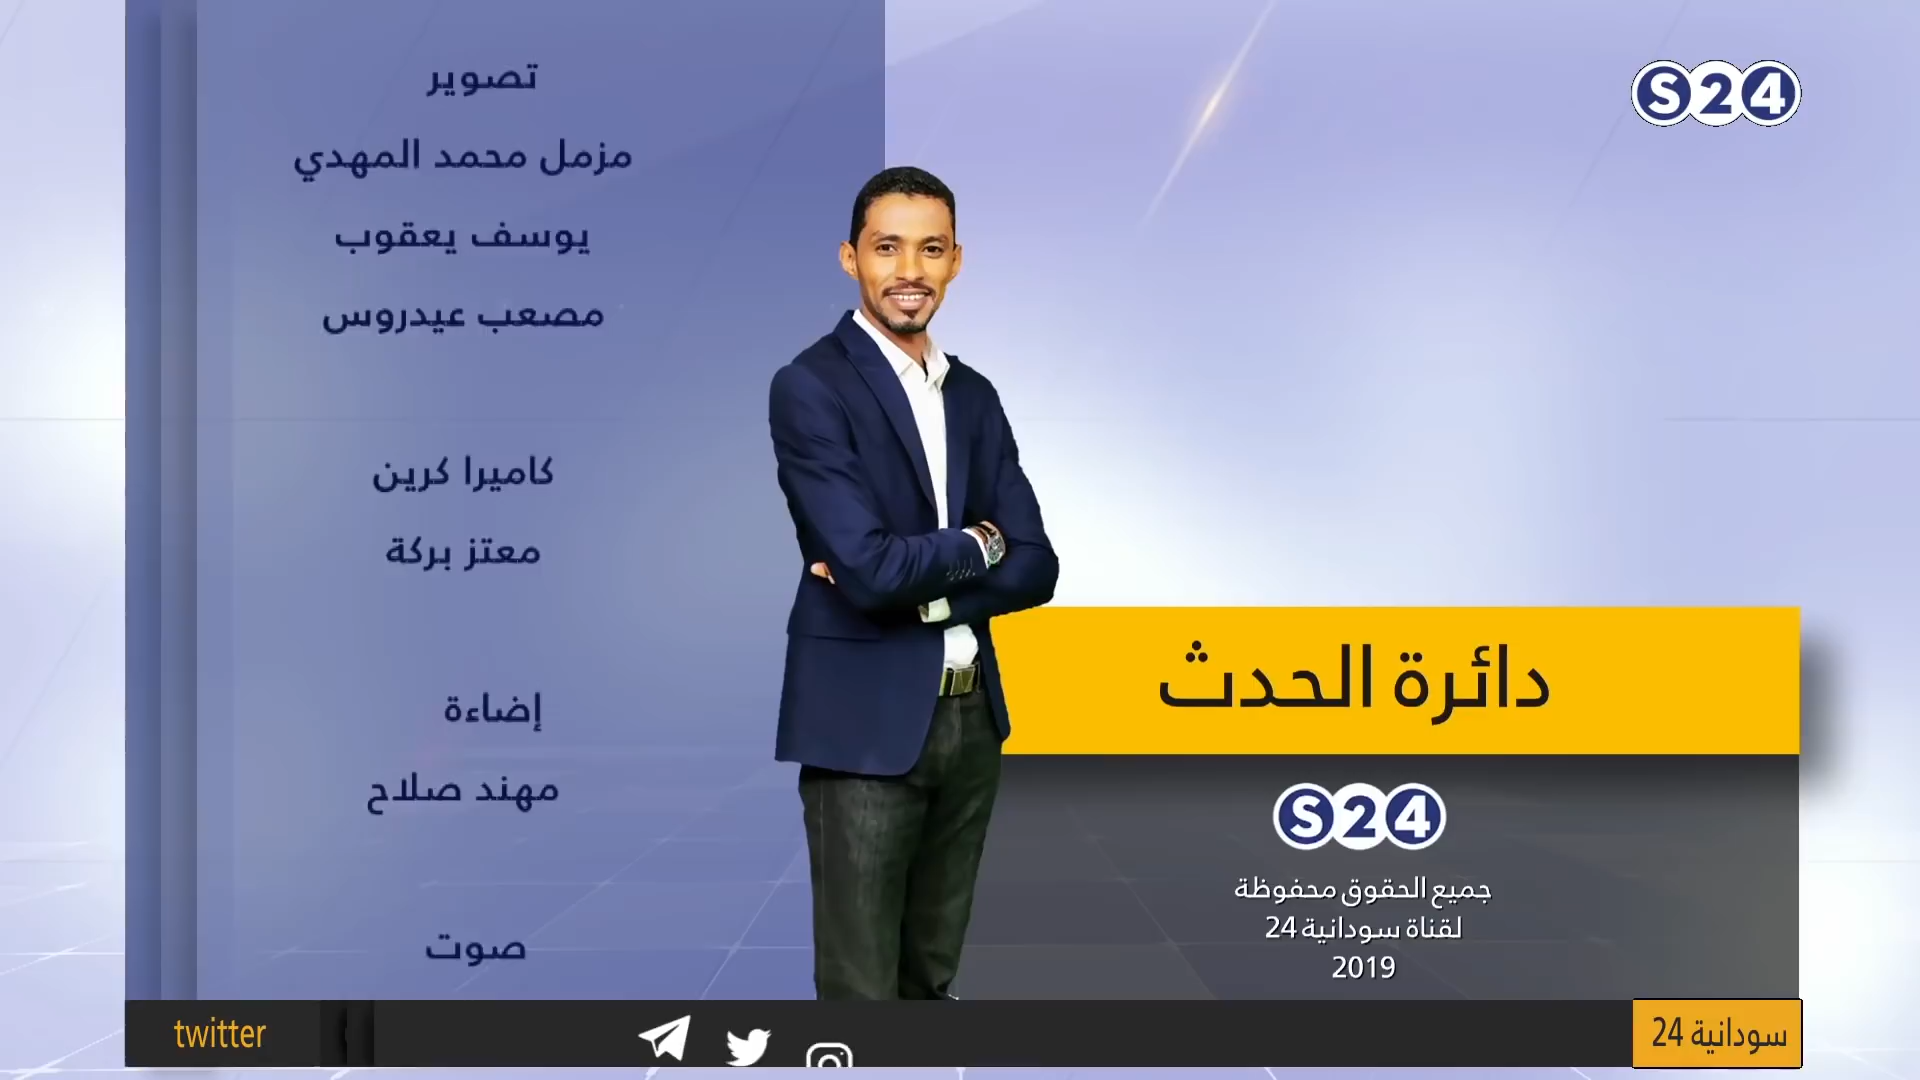 تصوير
مزمل محمد المهدي
يوسف يعقوب
مصعب عيدروس
كاميرا كرين
معتز بركة
إضاءة
مهند صلاح
صوت
S24
دائرة الحدث
S24
جميع الحقوق محفوظة
لقناة سودانية 24
2019
twitter
سودانية 24